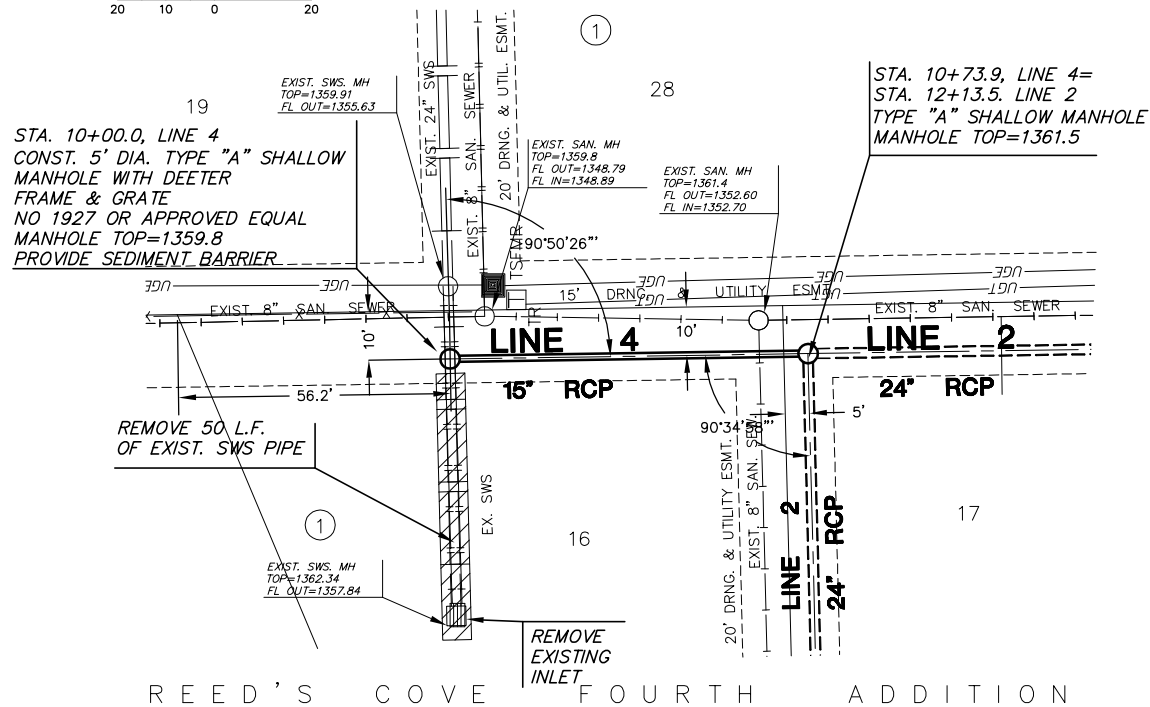 20 10 0 20
1
EXIST. SWS. MH
TOP=1359.91
FL OUT=1355.63
19
28
STA. 10+73.9, LINE 4=
STA. 12+13.5. LINE 2
TYPE "A" SHALLOW MANHOLE
MANHOLE TOP=1361.5
STA. 10+00.0, LINE 4
CONST. 5' DIA. TYPE "A" SHALLOW
MANHOLE WITH DEETER
FRAME & GRATE
NO 1927 OR APPROVED EQUAL
MANHOLE TOP=1359.8
PROVIDE SEDIMENT BARRIER
EXIST. 24" SWS
EXIST. 8" SAN. SEWER
20' DRNG. & UTIL. ESMT.
EXIST. SAN. MH
TOP=1359.8
FL OUT=1348.79
FL IN=1348.89
EXIST. SAN. MH
TOP=1361.4
FL OUT=1352.60
FL IN=1352.70
90°50'26"'
TSEMR
TR
UGE
UGE
UGE
UGE
UGE
UGT
UGT
UGT
15' DRNG & UTILITY ESMT.
EXIST. 8" SAN SEWER
X X
EXIST. 8" SAN. SEWER
10'
10'
LINE 4
LINE 2
15" RCP
24" RCP
56.2'
5'
90°34'58"'
REMOVE 50 L.F.
OF EXIST. SWS PIPE
EX. SWS
20' DRNG. & UTILITY ESMT.
EXIST. 8" SAN. SEW.
LINE 2
24" RCP
1
16
17
EXIST. SWS. MH
TOP=1362.34
FL OUT=1357.84
REMOVE
EXISTING
INLET
REED'S COVE FOURTH ADDITION